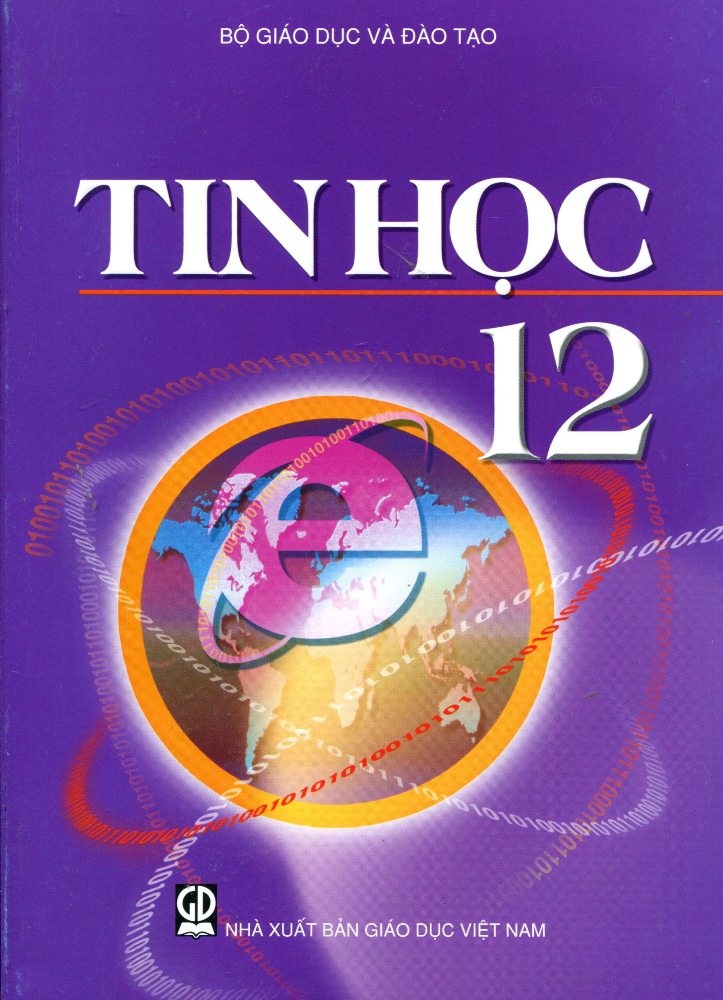 BỘ GIÁO DỤC VÀ ĐÀO TẠO
TIN HỌC
12
GD
NHÀ XUẤT BẢN GIÁO DỤC VIỆT NAM